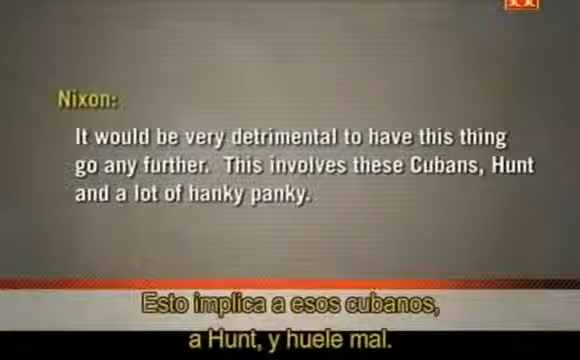 Nixon:
It would be very detrimental to have this thing
go any further.  This involves these Cubans, Hunt
and a lot of hanky panky.
Esto implica a esos cubanos,
a Hunt, y huele mal.